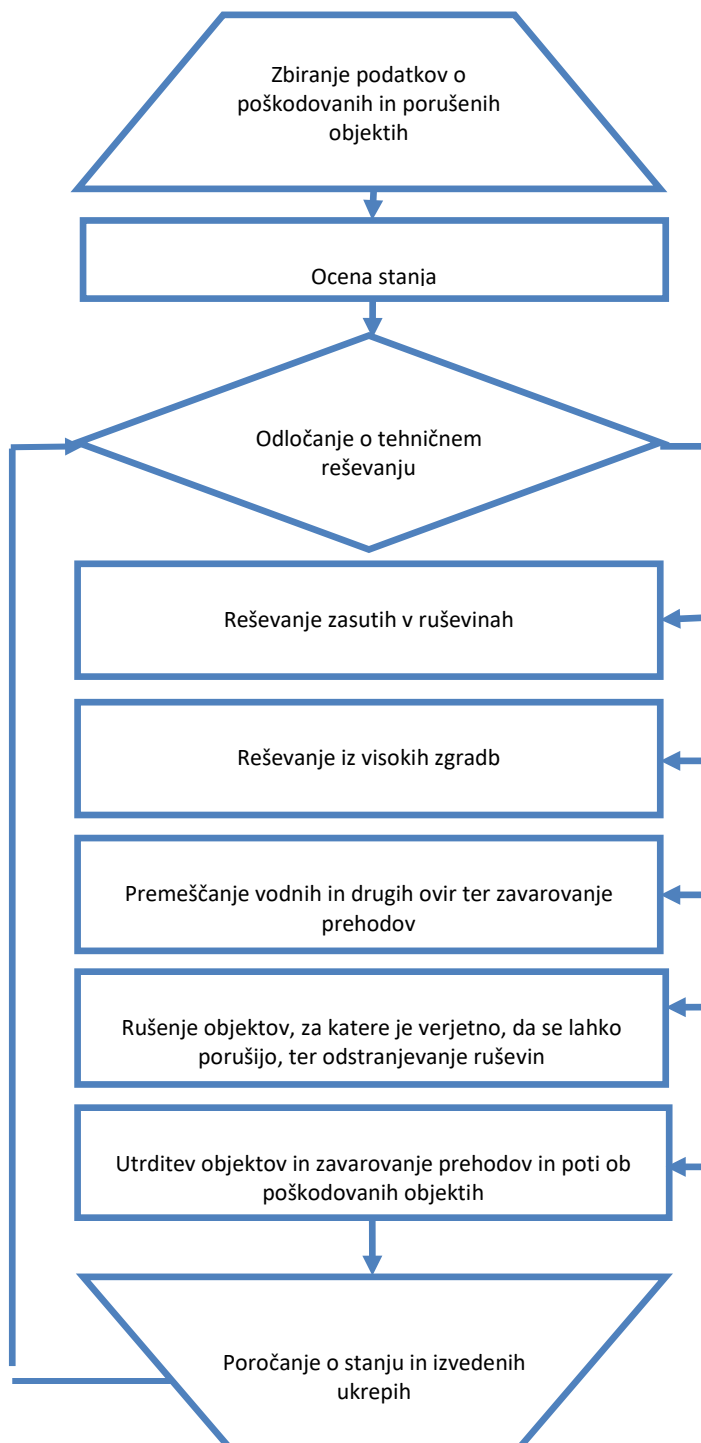 Zbiranje podatkov o
poškodovanih in porušenih
objektih
Ocena stanja
Odločanje o tehničnem
reševanju
Reševanje zasutih v ruševinah
Reševanje iz visokih zgradb
Premeščanje vodnih in drugih ovir ter zavarovanje
prehodov
Rušenje objektov, za katere je verjetno, da se lahko
porušijo, ter odstranjevanje ruševin
Utrditev objektov in zavarovanje prehodov in poti ob
poškodovanih objektih
Poročanje o stanju in izvedenih
ukrepih